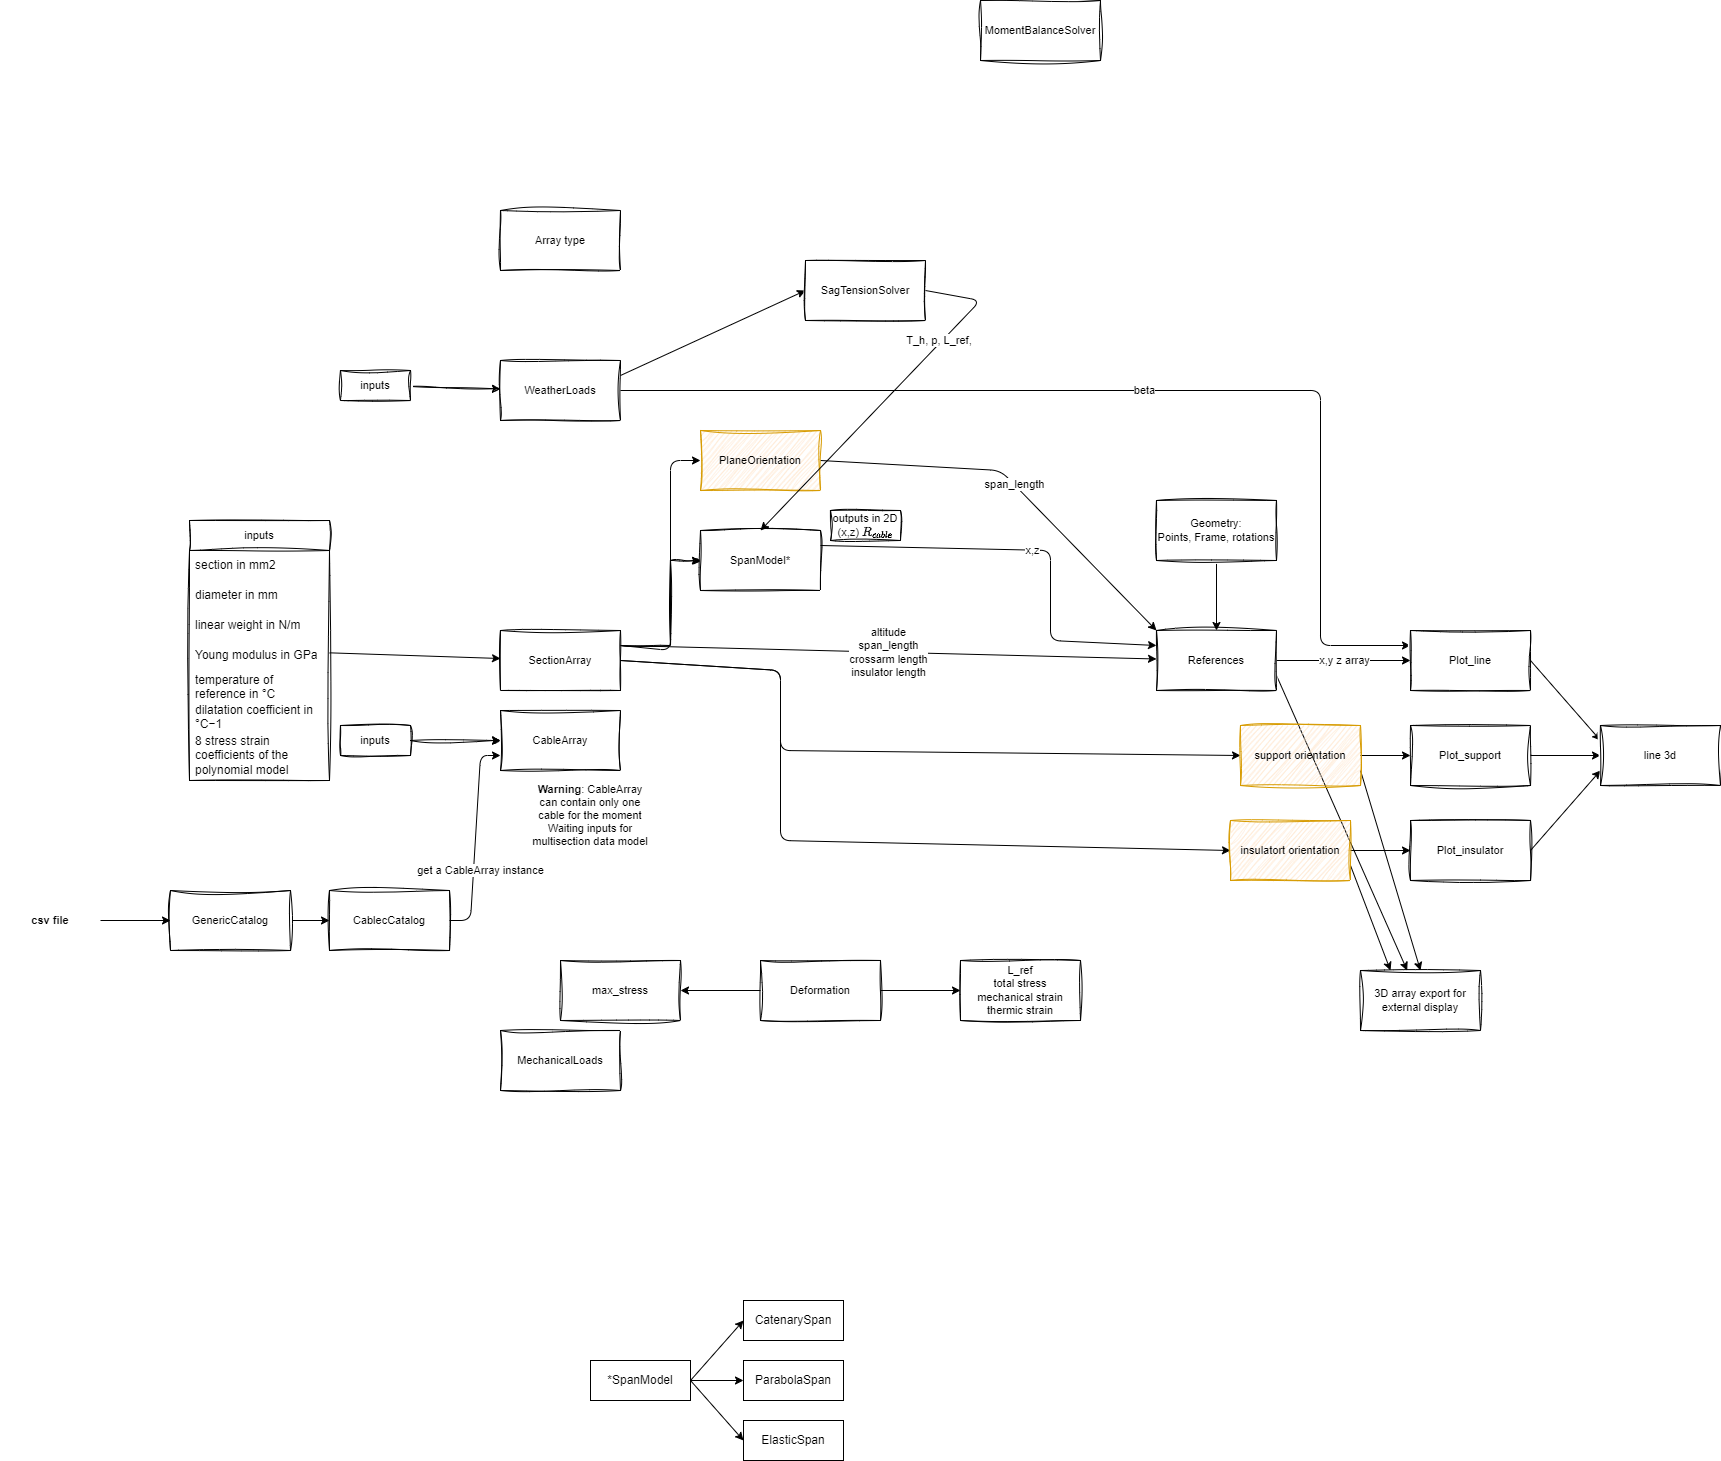 MomentBalanceSolver
Array type
SagTensionSolver
T_h, p, L_ref,
inputs
WeatherLoads
beta
PlaneOrientation
span_length
outputs in 2D
(x,z) R_cable
SpanModel*
x,z
Geometry:
Points, Frame, rotations
inputs
section in mm2
diameter in mm
linear weight in N/m
Young modulus in GPa
temperature of
reference in °C
dilatation coefficient in
°C−1
8 stress strain
coefficients of the
polynomial model
SectionArray
altitude
span_length
crossarm length
insulator length
References
x,y z array
Plot_line
inputs
CableArray
Warning: CableArray
can contain only one
cable for the moment
Waiting inputs for
multisection data model
support orientation
Plot_support
line 3d
insulatort orientation
Plot_insulator
get a CableArray instance
csv file
GenericCatalog
CablecCatalog
max_stress
Deformation
L_ref
total stress
mechanical strain
thermic strain
3D array export for
external display
MechanicalLoads
CatenarySpan
*SpanModel
ParabolaSpan
ElasticSpan